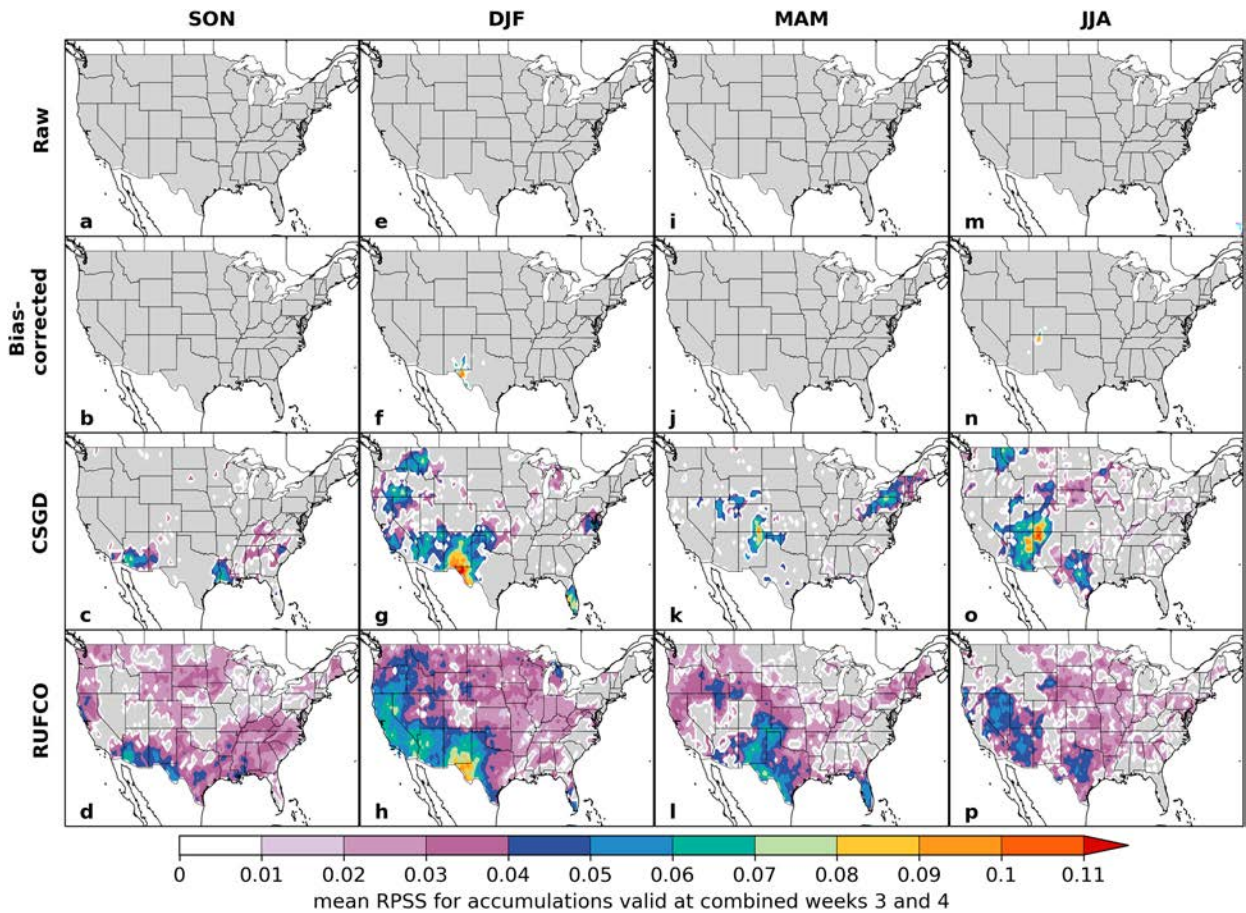 SON DJF MAM JJA
Raw
a e i m
Bias-
corrected
b f j n
CSGD
c g k o
RUFCO
d h l p
0 0.01 0.02 0.03 0.04 0.05 0.06 0.07 0.08 0.09 0.1 0.11
mean RPSS for accumulations valid at combined weeks 3 and 4